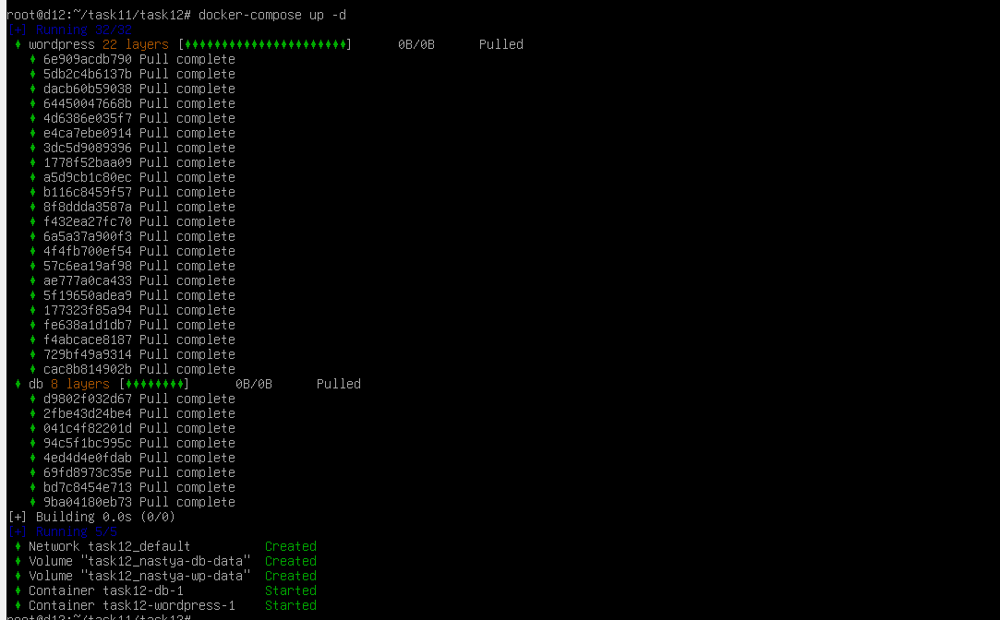 root@d12:~/task11/task12# docker-compose up -d
[+] Running 32/32
♦ wordpress 22 layers [♦♦♦♦♦♦♦♦♦♦♦♦♦♦♦♦♦♦♦♦♦♦] 0B/0B Pulled
♦ 6e909acdb790 Pull complete
♦ 5db2c4b6137b Pull complete
♦ dacb60b59038 Pull complete
♦ 64450047668b Pull complete
♦ 4d6386e035f7 Pull complete
♦ e4ca7ebe0914 Pull complete
♦ 3dc5d9089396 Pull complete
♦ 1778f52baa09 Pull complete
♦ a5d9cb1c80ec Pull complete
♦ b116c8459f57 Pull complete
♦ 8f8ddda3587a Pull complete
♦ f432ea27fc70 Pull complete
♦ 6a5a37a900f3 Pull complete
♦ 4f4fb700ef54 Pull complete
♦ 57c6ea19af98 Pull complete
♦ ae777a0ca433 Pull complete
♦ 5f19650adea9 Pull complete
♦ 177323f85a94 Pull complete
♦ fe638a1d1db7 Pull complete
♦ f4abcace8187 Pull complete
♦ 729bf49a9314 Pull complete
♦ cac8b814902b Pull complete
♦ db 8 layers [♦♦♦♦♦♦♦♦] 0B/0B Pulled
♦ d9802f032d67 Pull complete
♦ 2fbe43d24be4 Pull complete
♦ 041c4f82201d Pull complete
♦ 94c5f1bc995c Pull complete
♦ 4ed4d4e0fdab Pull complete
♦ 69fd8973c35e Pull complete
♦ bd7c8454e713 Pull complete
♦ 9ba04180eb73 Pull complete
[+] Building 0.0s (0/0)
[+] Running 5/5
♦ Network task12_default Created
♦ Volume "task12_nastya-db-data" Created
♦ Volume "task12_nastya-wp-data" Created
♦ Container task12-db-1 Started
♦ Container task12-wordpress-1 Started
root@d12:~/task11/task12#